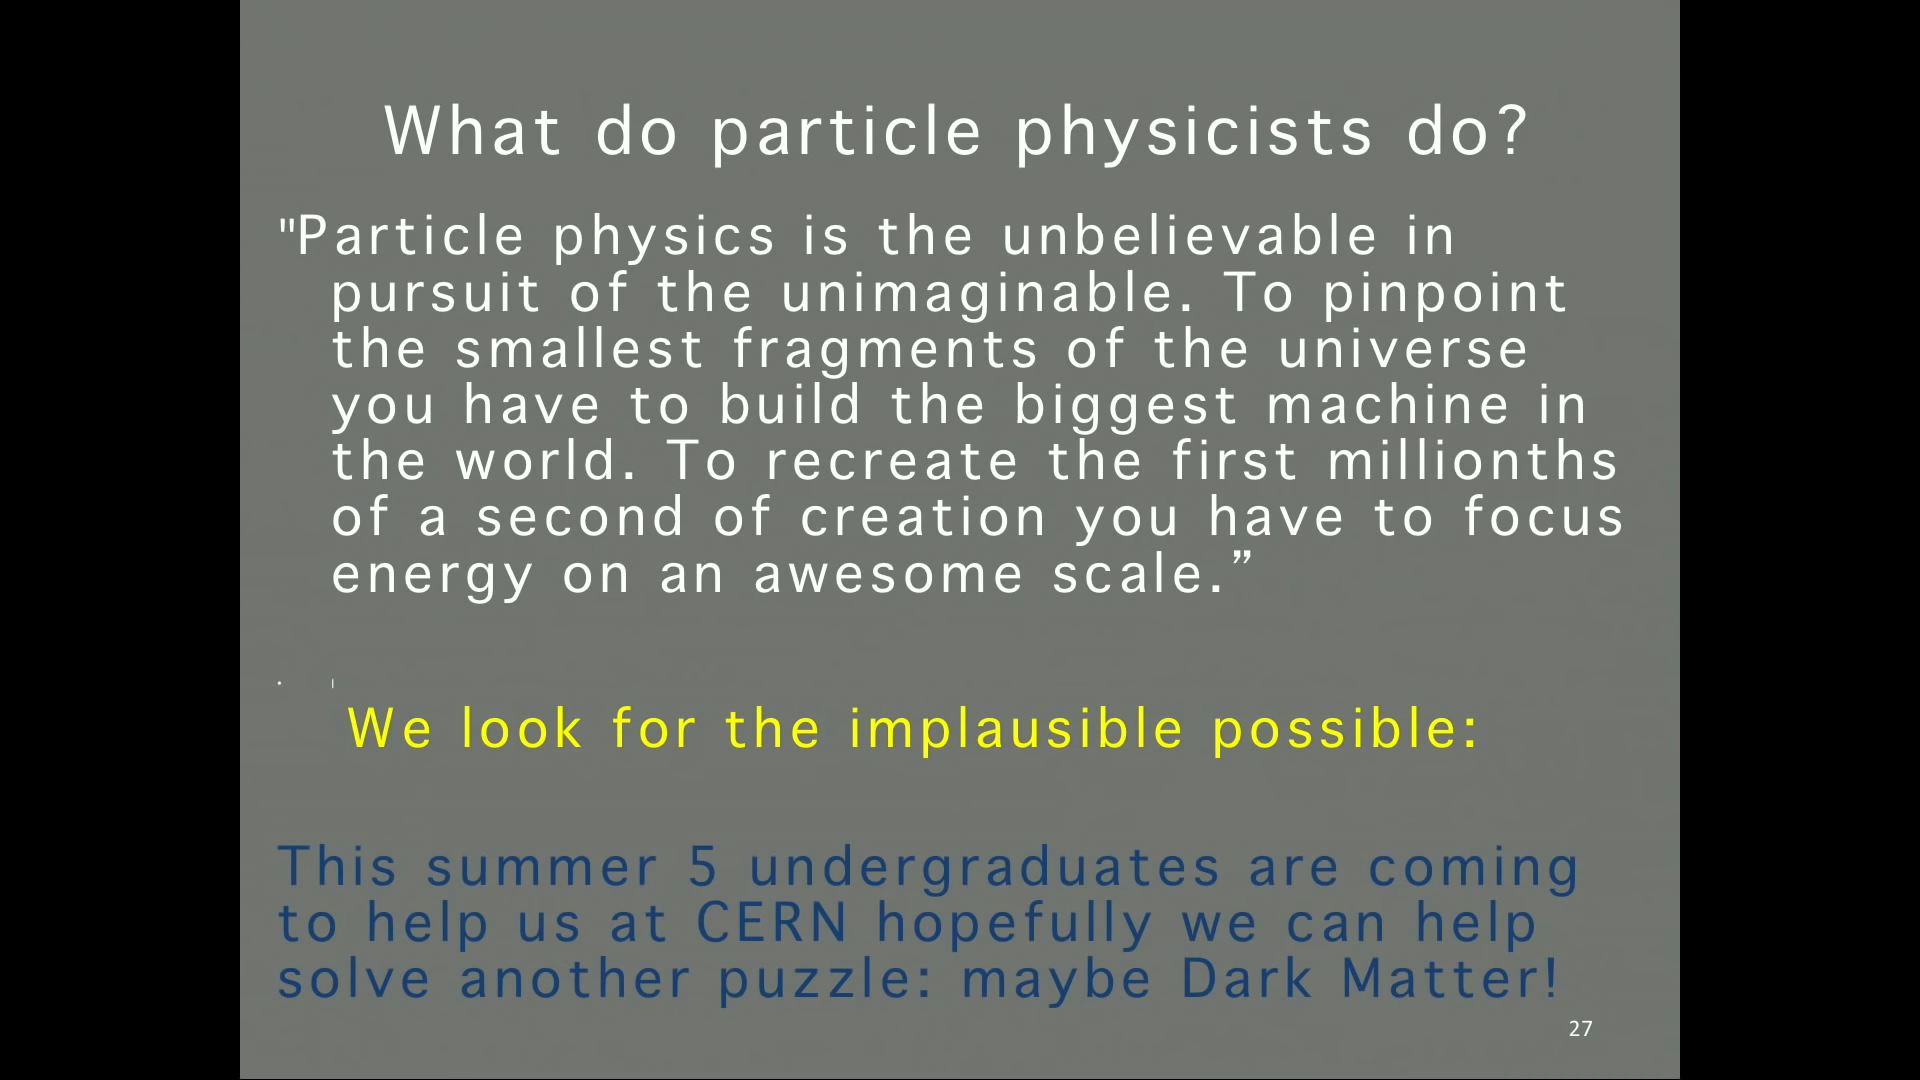 What do particle physicists do?
"Particle physics is the unbelievable in
pursuit of the unimaginable. To pinpoint
the smallest fragments of the universe
you have to build the biggest machine in
the world. To recreate the first millionths
of a second of creation you have to focus
energy on an awesome scale.”
We look for the implausible possible:
This summer 5 undergraduates are coming
to help us at CERN hopefully we can help
solve another puzzle: maybe Dark Matter!
27